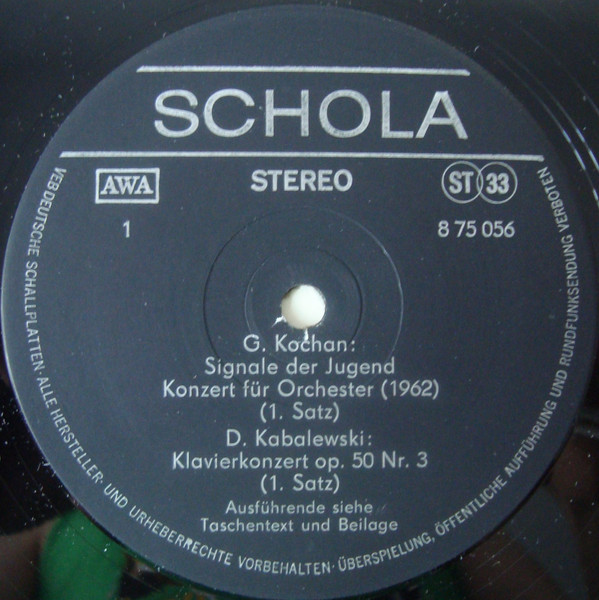 SCHOLA
AWA
STEREO
ST 33
1
8 75 056
G. Kochan:
Signale der Jugend
Konzert für Orchester (1962)
(1. Satz)
D. Kabalewski:
Klavierkonzert op. 50 Nr. 3
(1. Satz)
Ausführende siehe
Taschentext und Beilage
VEB DEUTSCHE SCHALLPLATTEN · ALLE HERSTELLER- UND URHEBERRECHTE VORBEHALTEN · ÜBERSPIELUNG, ÖFFENTLICHE AUFFÜHRUNG UND RUNDFUNKSENDUNG VERBOTEN